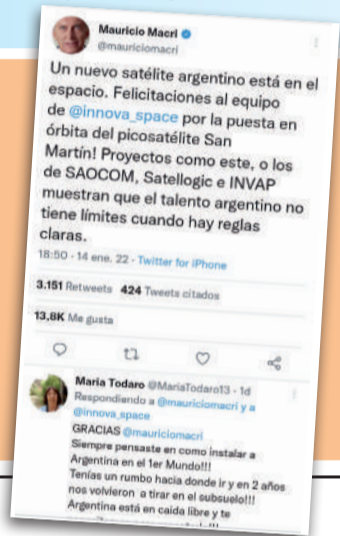 Mauricio Macri
@mauriciomacri
Un nuevo satélite argentino está en el
espacio. Felicitaciones al equipo
de @innova_space por la puesta en
órbita del picosatélite San
Martín! Proyectos como este, o los
de SAOCOM, Satellogic e INVAP
muestran que el talento argentino no
tiene límites cuando hay reglas
claras.
18:50 · 14 ene. 22 · Twitter for iPhone
3.151 Retweets 424 Tweets citados
13,8K Me gusta
Maria Todaro @MariaTodaro13 · 1d
Respondiendo a @mauriciomacri y a
@innova_space
GRACIAS @mauriciomacri
Siempre pensaste en como instalar a
Argentina en el 1er Mundo!!!
Tenías un rumbo hacia donde ir y en 2 años
nos volvieron a tirar en el subsuelo!!!
Argentina está en caida libre y te